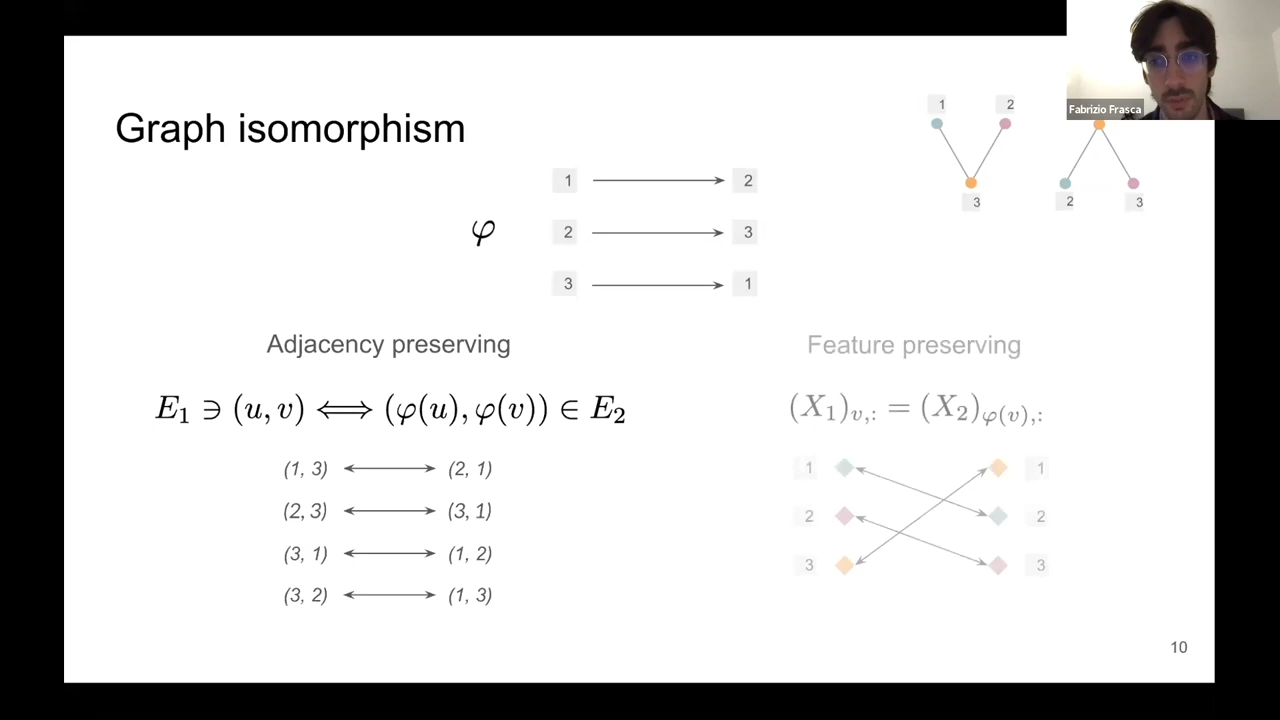 Fabrizio Frasca
Graph isomorphism
1 2
3 2 3
φ
1 2
2 3
3 1
Adjacency preserving
E₁ ∋ (u, v) ⟺ (φ(u), φ(v)) ∈ E₂
(1, 3) (2, 1)
(2, 3) (3, 1)
(3, 1) (1, 2)
(3, 2) (1, 3)
Feature preserving
(X₁)ᵥ,: = (X₂)φ(v),:
1 1
2 2
3 3
10